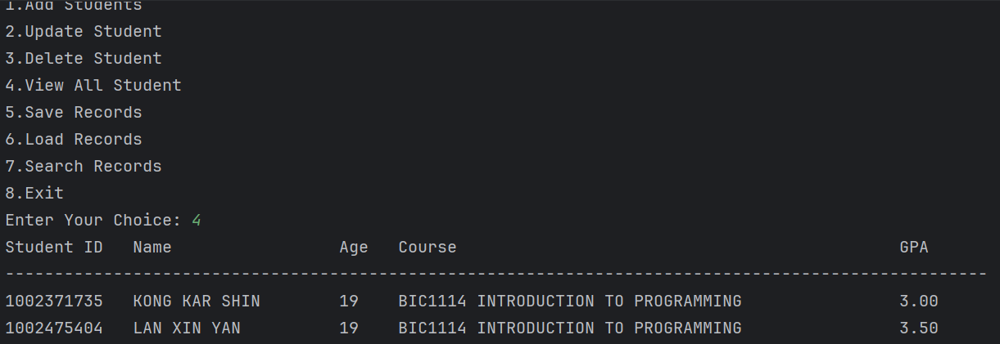 1.Add Students
2.Update Student
3.Delete Student
4.View All Student
5.Save Records
6.Load Records
7.Search Records
8.Exit
Enter Your Choice: 4
Student ID   Name                 Age   Course                                             GPA
----------------------------------------------------------------------------------------------------
1002371735   KONG KAR SHIN        19    BIC1114 INTRODUCTION TO PROGRAMMING                3.00
1002475404   LAN XIN YAN          19    BIC1114 INTRODUCTION TO PROGRAMMING                3.50